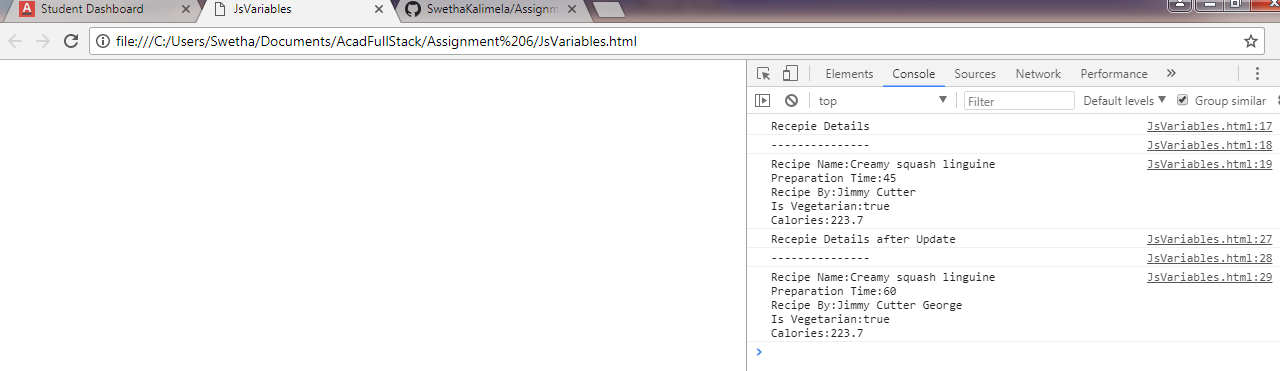 A Student Dashboard
JsVariables
SwethaKalimela/Assignm
file:///C:/Users/Swetha/Documents/AcadFullStack/Assignment%206/JsVariables.html
Elements Console Sources Network Performance »
top Filter Default levels Group similar
Recepie Details JsVariables.html:17
--------------- JsVariables.html:18
Recipe Name:Creamy squash linguine JsVariables.html:19
Preparation Time:45
Recipe By:Jimmy Cutter
Is Vegetarian:true
Calories:223.7
Recepie Details after Update JsVariables.html:27
--------------- JsVariables.html:28
Recipe Name:Creamy squash linguine JsVariables.html:29
Preparation Time:60
Recipe By:Jimmy Cutter George
Is Vegetarian:true
Calories:223.7